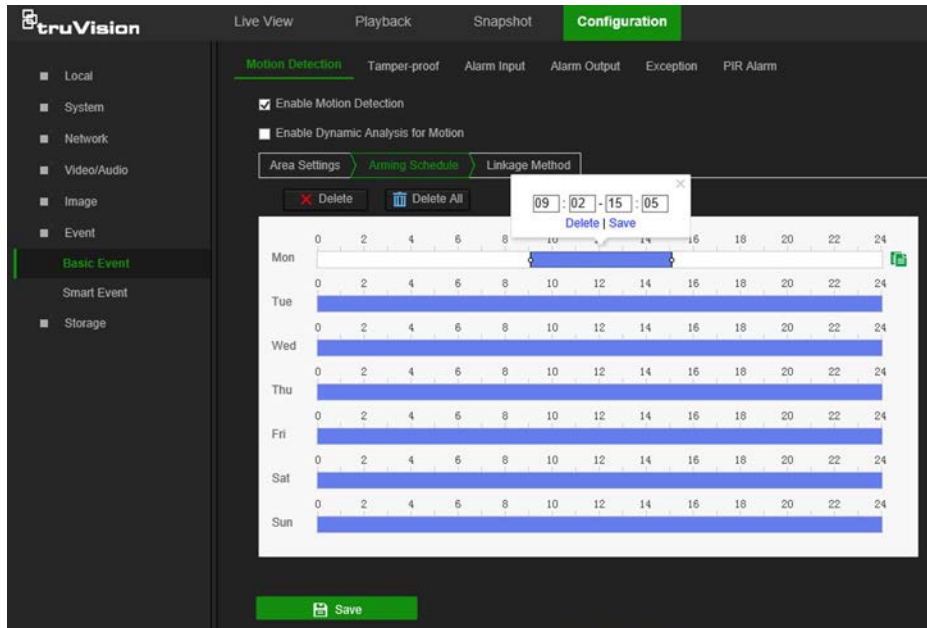 truVision
Live View Playback Snapshot Configuration
Local
System
Network
Video/Audio
Image
Event
Basic Event
Smart Event
Storage
Motion Detection Tamper-proof Alarm Input Alarm Output Exception PIR Alarm
Enable Motion Detection
Enable Dynamic Analysis for Motion
Area Settings Arming Schedule Linkage Method
Delete Delete All
09 : 02 - 15 : 05
Delete | Save
0 2 4 6 8 10 14 16 18 20 22 24
Mon
0 2 4 6 8 10 12 14 16 18 20 22 24
Tue
0 2 4 6 8 10 12 14 16 18 20 22 24
Wed
0 2 4 6 8 10 12 14 16 18 20 22 24
Thu
0 2 4 6 8 10 12 14 16 18 20 22 24
Fri
0 2 4 6 8 10 12 14 16 18 20 22 24
Sat
0 2 4 6 8 10 12 14 16 18 20 22 24
Sun
Save